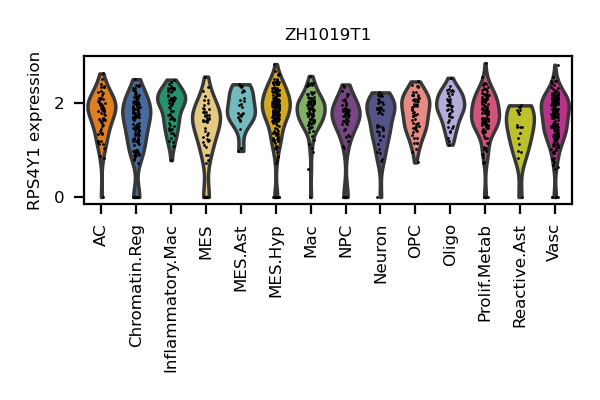 ZH1019T1
RPS4Y1 expression
2
0
AC
Chromatin.Reg
Inflammatory.Mac
MES
MES.Ast
MES.Hyp
Mac
NPC
Neuron
OPC
Oligo
Prolif.Metab
Reactive.Ast
Vasc